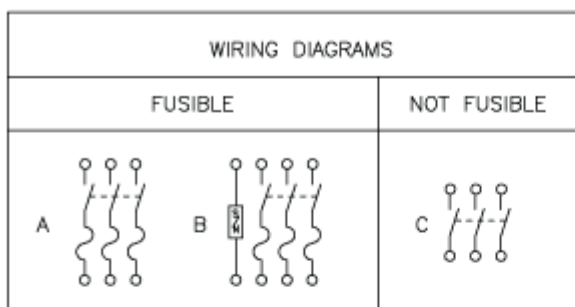 WIRING DIAGRAMS
FUSIBLE
NOT FUSIBLE
A
B
S/N
C